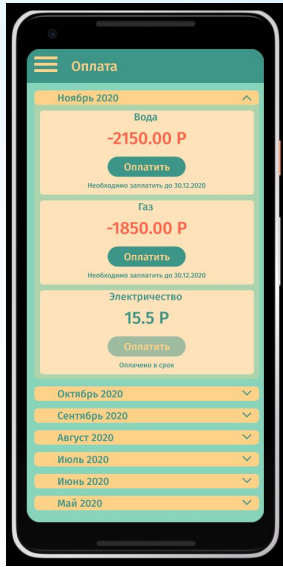 Оплата
Ноябрь 2020
Вода
-2150.00 Р
Оплатить
Необходимо заплатить до 30.12.2020
Газ
-1850.00 Р
Оплатить
Необходимо заплатить до 30.12.2020
Электричество
15.5 Р
Оплатить
Оплачено в срок
Октябрь 2020
Сентябрь 2020
Август 2020
Июль 2020
Июнь 2020
Май 2020